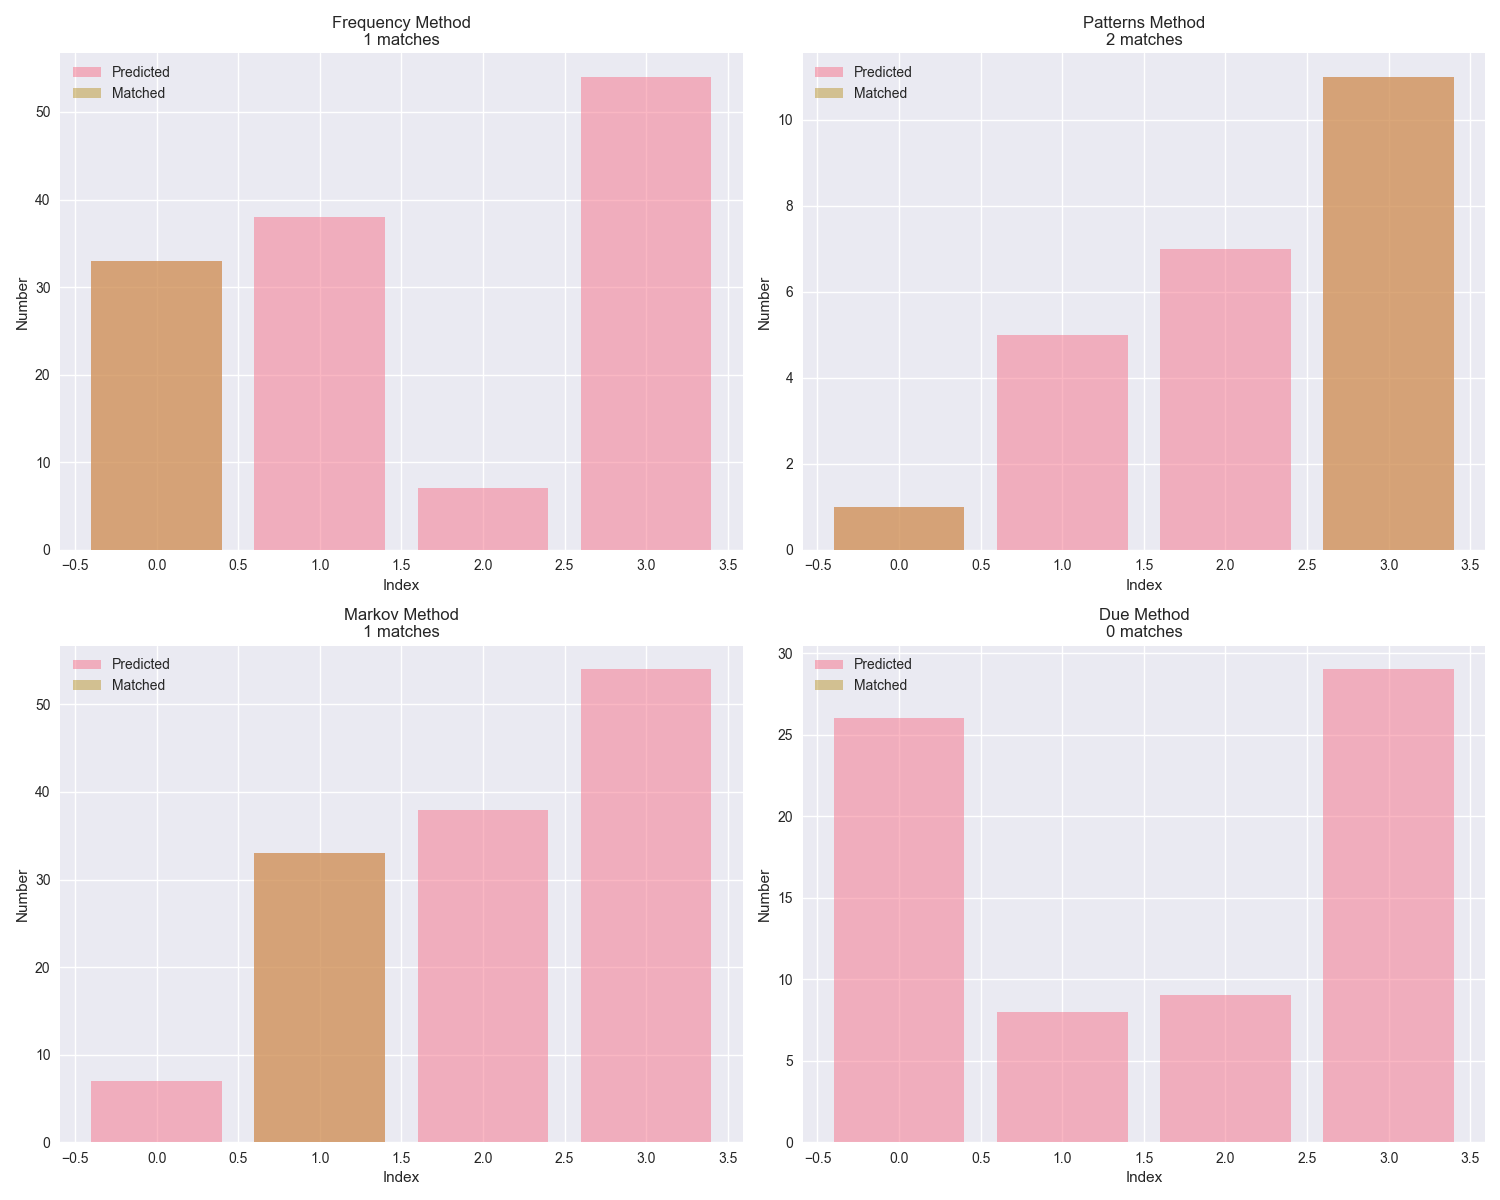 Frequency Method
1 matches
Predicted
Matched
50
40
30
20
10
0
Number
−0.5 0.0 0.5 1.0 1.5 2.0 2.5 3.0 3.5
Index
Patterns Method
2 matches
Predicted
Matched
10
8
6
4
2
0
Number
−0.5 0.0 0.5 1.0 1.5 2.0 2.5 3.0 3.5
Index
Markov Method
1 matches
Predicted
Matched
50
40
30
20
10
0
Number
−0.5 0.0 0.5 1.0 1.5 2.0 2.5 3.0 3.5
Index
Due Method
0 matches
Predicted
Matched
30
25
20
15
10
5
0
Number
−0.5 0.0 0.5 1.0 1.5 2.0 2.5 3.0 3.5
Index